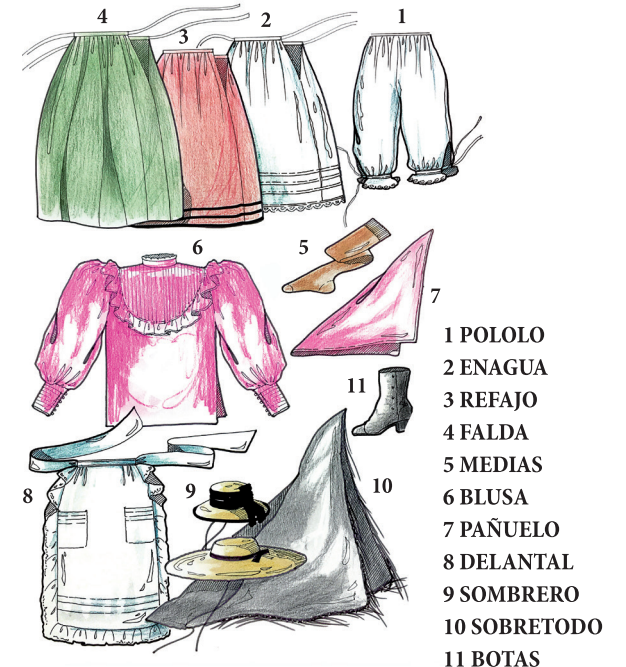 4
3
2
1
6
5
7
11
8
9
10
1 POLOLO
2 ENAGUA
3 REFAJO
4 FALDA
5 MEDIAS
6 BLUSA
7 PAÑUELO
8 DELANTAL
9 SOMBRERO
10 SOBRETODO
11 BOTAS